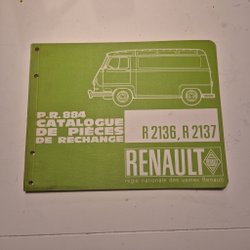 P.R. 884
CATALOGUE
DE PIÈCES
DE RECHANGE
R 2136, R 2137
RENAULT
régie nationale des usines Renault